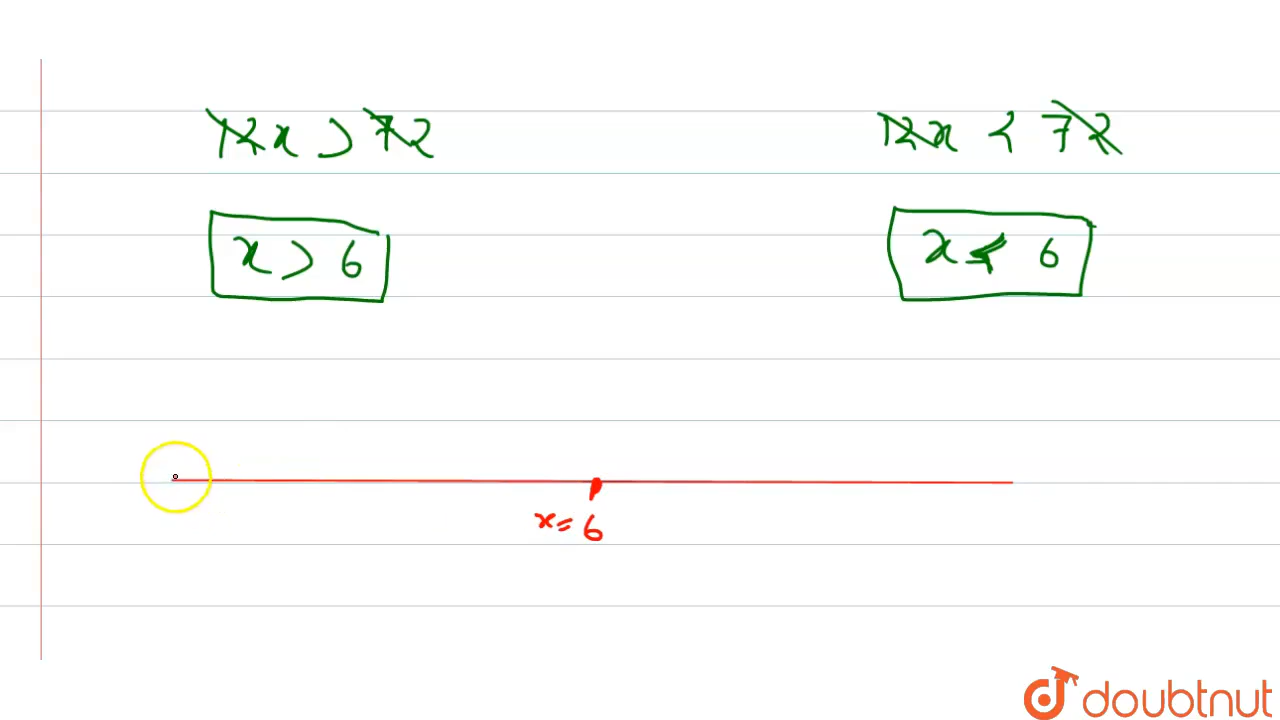 12x > 72
12x < 72
x > 6
x < 6
x = 6
doubtnut